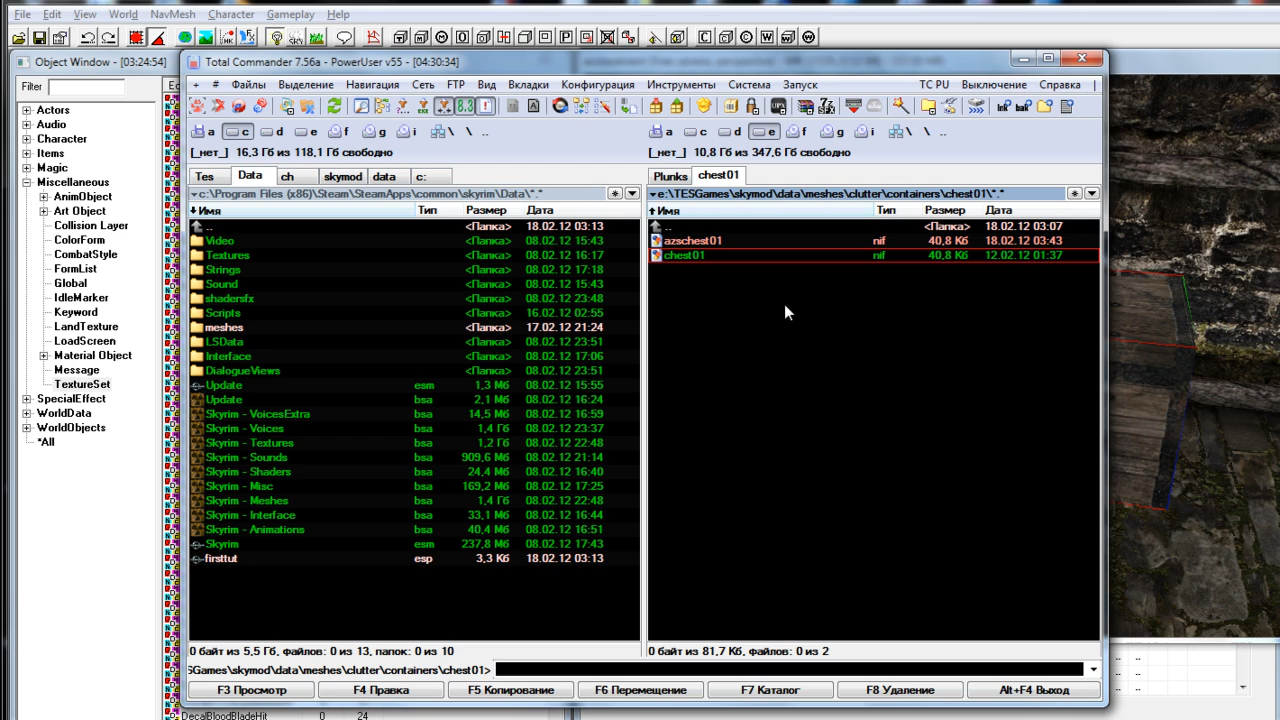 File Edit View World NavMesh Character Gameplay Help
Object Window - [03:24:54]
Filter
Actors
Audio
Character
Items
Magic
Miscellaneous
AnimObject
Art Object
Collision Layer
ColorForm
CombatStyle
FormList
Global
IdleMarker
Keyword
LandTexture
LoadScreen
Material Object
Message
TextureSet
SpecialEffect
WorldData
WorldObjects
*All
DecalBloodBladeHit 0 24
+ # Файлы Выделение Навигация Сеть FTP Вид Вкладки Конфигурация Инструменты Система Запуск TC PU Выключение Справка
a c d e f g i \ ..
[_нет_] 16,3 Гб из 118,1 Гб свободно
Tes Data ch skymod data c:
c:\Program Files (x86)\Steam\SteamApps\common\skyrim\Data\*.*
Имя Тип Размер Дата
.. <Папка> 18.02.12 03:13
Video <Папка> 08.02.12 15:43
Textures <Папка> 08.02.12 16:17
Strings <Папка> 08.02.12 17:18
Sound <Папка> 08.02.12 15:43
shadersfx <Папка> 08.02.12 23:48
Scripts <Папка> 16.02.12 02:55
meshes <Папка> 17.02.12 21:24
LSData <Папка> 08.02.12 23:51
Interface <Папка> 08.02.12 17:06
DialogueViews <Папка> 08.02.12 23:51
Update esm 1,3 Мб 08.02.12 15:55
Update bsa 2,1 Мб 08.02.12 16:24
Skyrim - VoicesExtra bsa 14,5 Мб 08.02.12 16:59
Skyrim - Voices bsa 1,4 Гб 08.02.12 23:37
Skyrim - Textures bsa 1,2 Гб 08.02.12 22:48
Skyrim - Sounds bsa 909,6 Мб 08.02.12 21:14
Skyrim - Shaders bsa 24,4 Мб 08.02.12 16:40
Skyrim - Misc bsa 169,2 Мб 08.02.12 17:25
Skyrim - Meshes bsa 1,4 Гб 08.02.12 22:48
Skyrim - Interface bsa 33,1 Мб 08.02.12 16:44
Skyrim - Animations bsa 40,4 Мб 08.02.12 16:51
Skyrim esm 237,8 Мб 08.02.12 17:43
firsttut esp 3,3 Кб 18.02.12 03:13
0 байт из 5,5 Гб, файлов: 0 из 13, папок: 0 из 10
a c d e f g i \ ..
[_нет_] 10,8 Гб из 347,6 Гб свободно
Plunks chest01
e:\TESGames\skymod\data\meshes\clutter\containers\chest01\*.*
Имя Тип Размер Дата
.. <Папка> 18.02.12 03:07
azschest01 nif 40,8 Кб 18.02.12 03:43
chest01 nif 40,8 Кб 12.02.12 01:37
0 байт из 81,7 Кб, файлов: 0 из 2
SGames\skymod\data\meshes\clutter\containers\chest01>
F3 Просмотр F4 Правка F5 Копирование F6 Перемещение F7 Каталог F8 Удаление Alt+F4 Выход